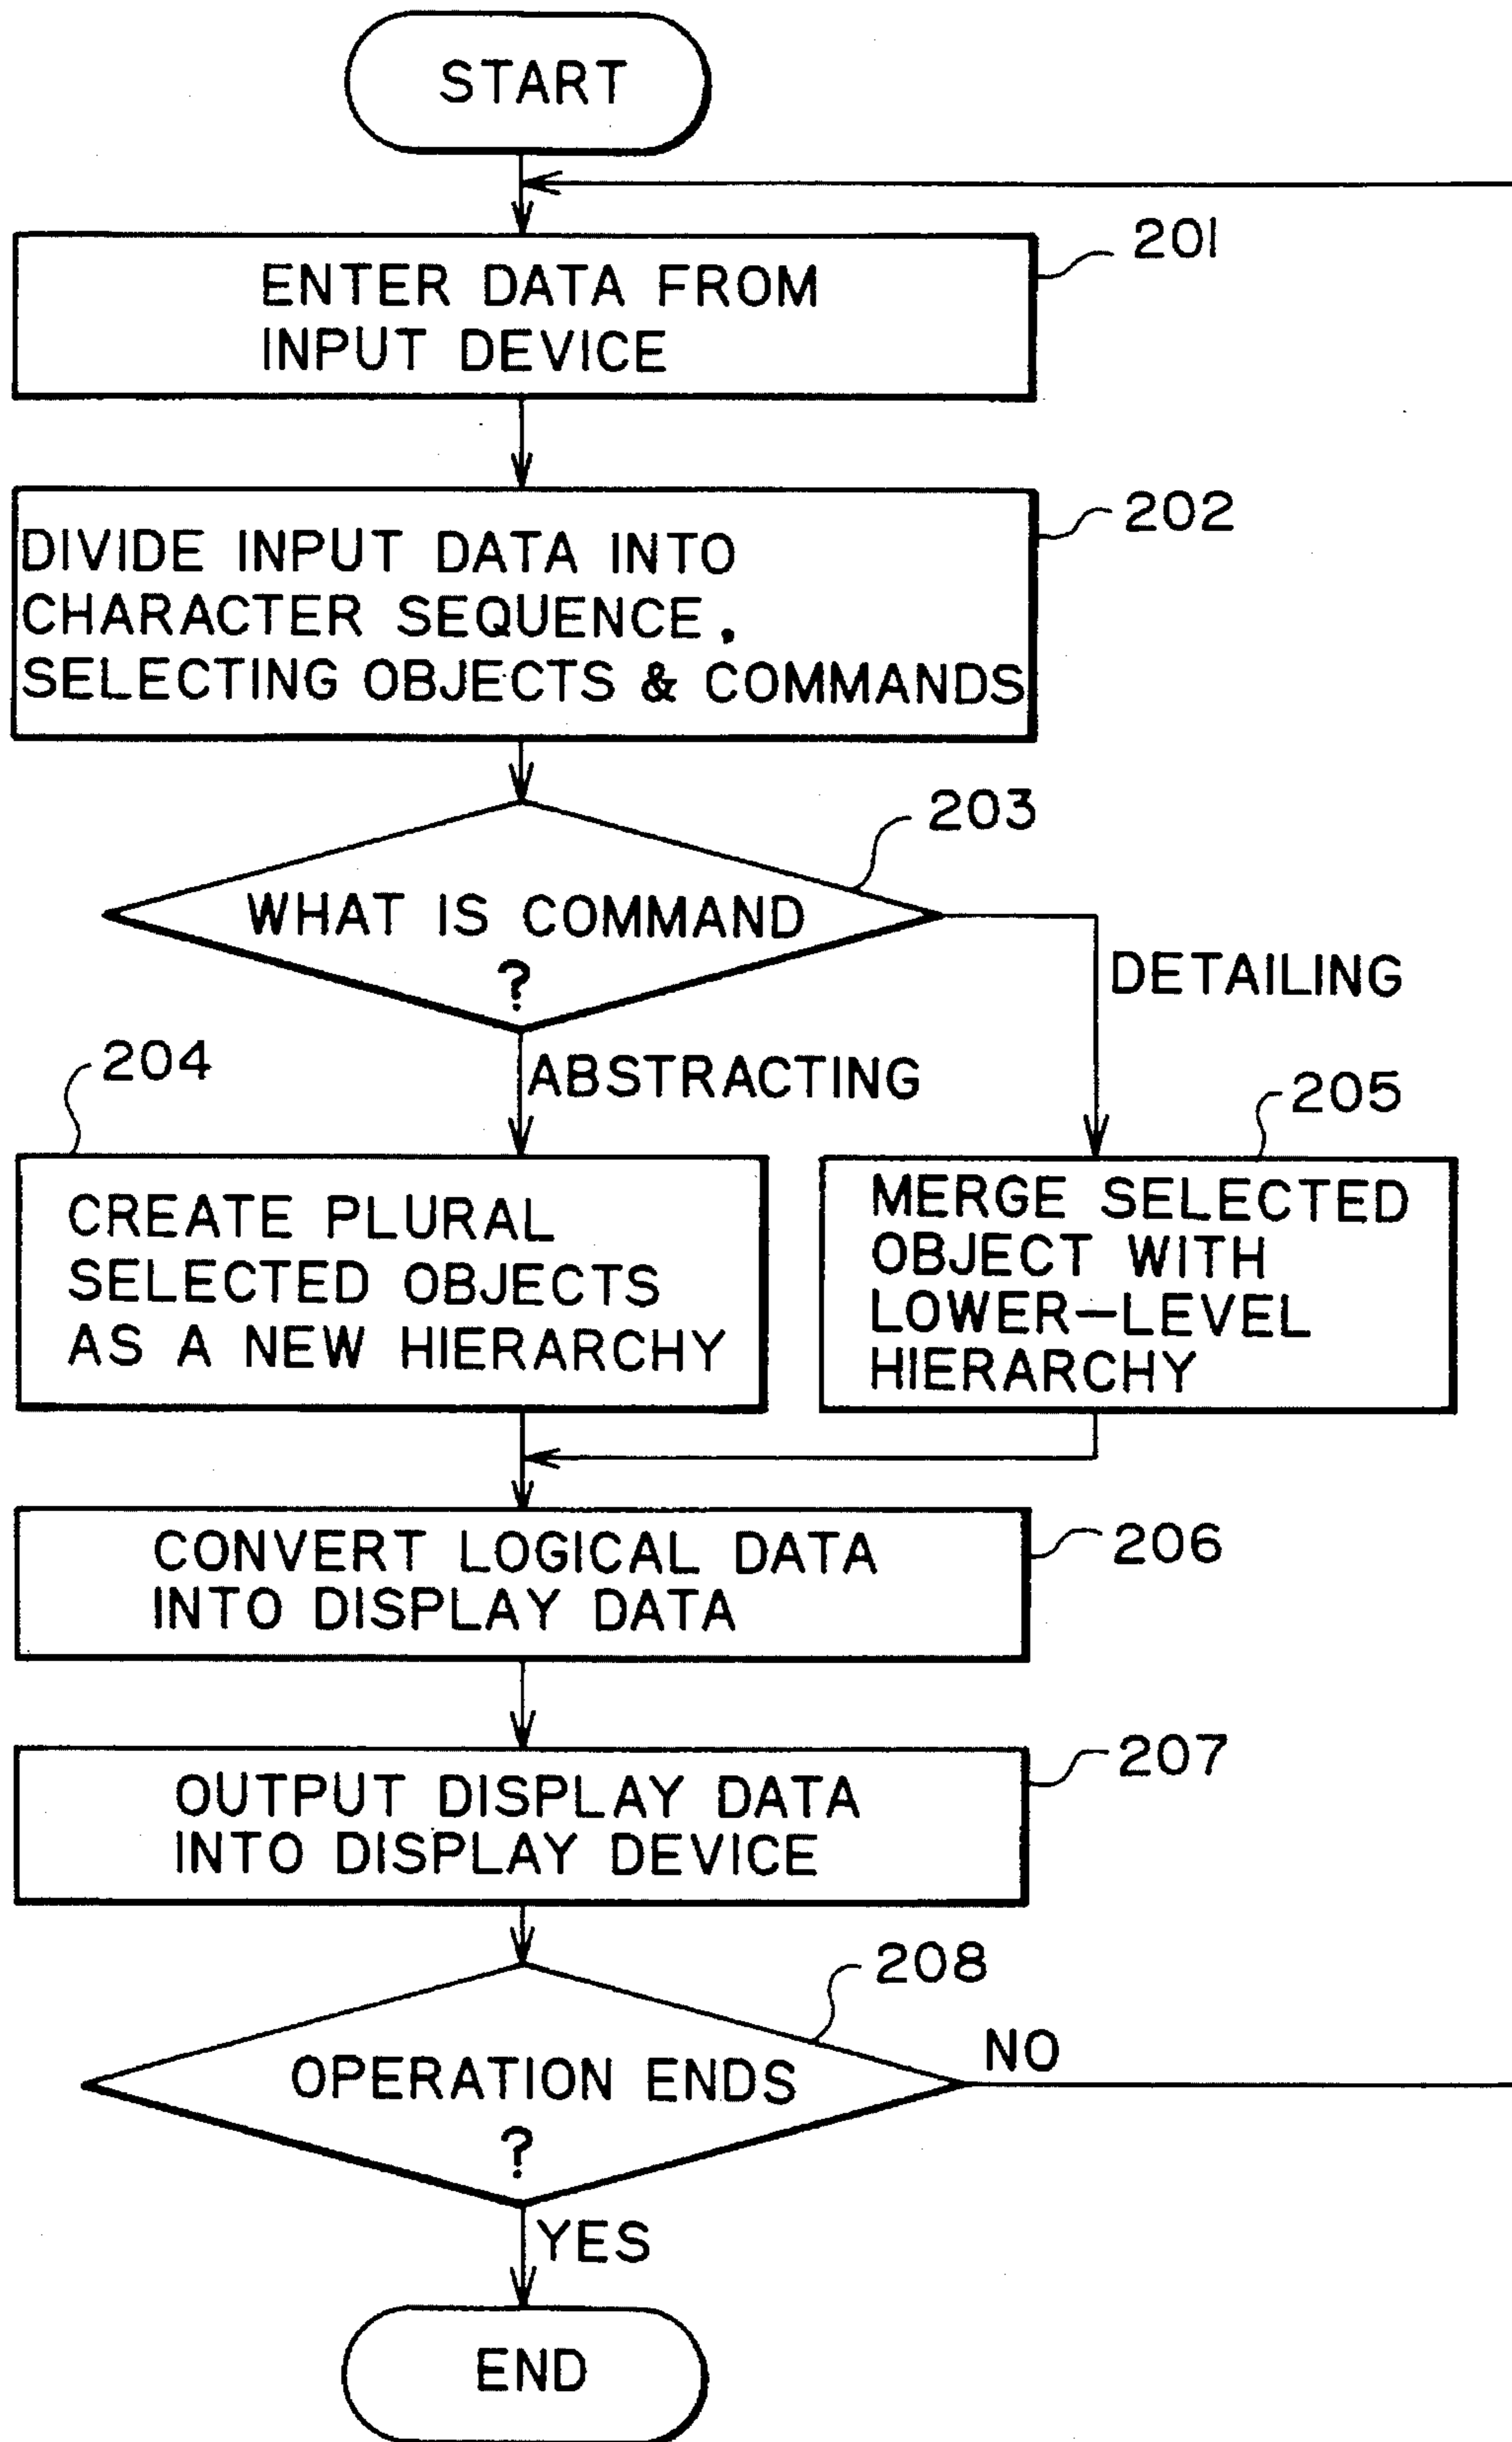 START
201
ENTER DATA FROM
INPUT DEVICE
202
DIVIDE INPUT DATA INTO
CHARACTER SEQUENCE.
SELECTING OBJECTS & COMMANDS
203
WHAT IS COMMAND
?
DETAILING
ABSTRACTING
204
CREATE PLURAL
SELECTED OBJECTS
AS A NEW HIERARCHY
205
MERGE SELECTED
OBJECT WITH
LOWER-LEVEL
HIERARCHY
206
CONVERT LOGICAL DATA
INTO DISPLAY DATA
207
OUTPUT DISPLAY DATA
INTO DISPLAY DEVICE
208
OPERATION ENDS
?
NO
YES
END